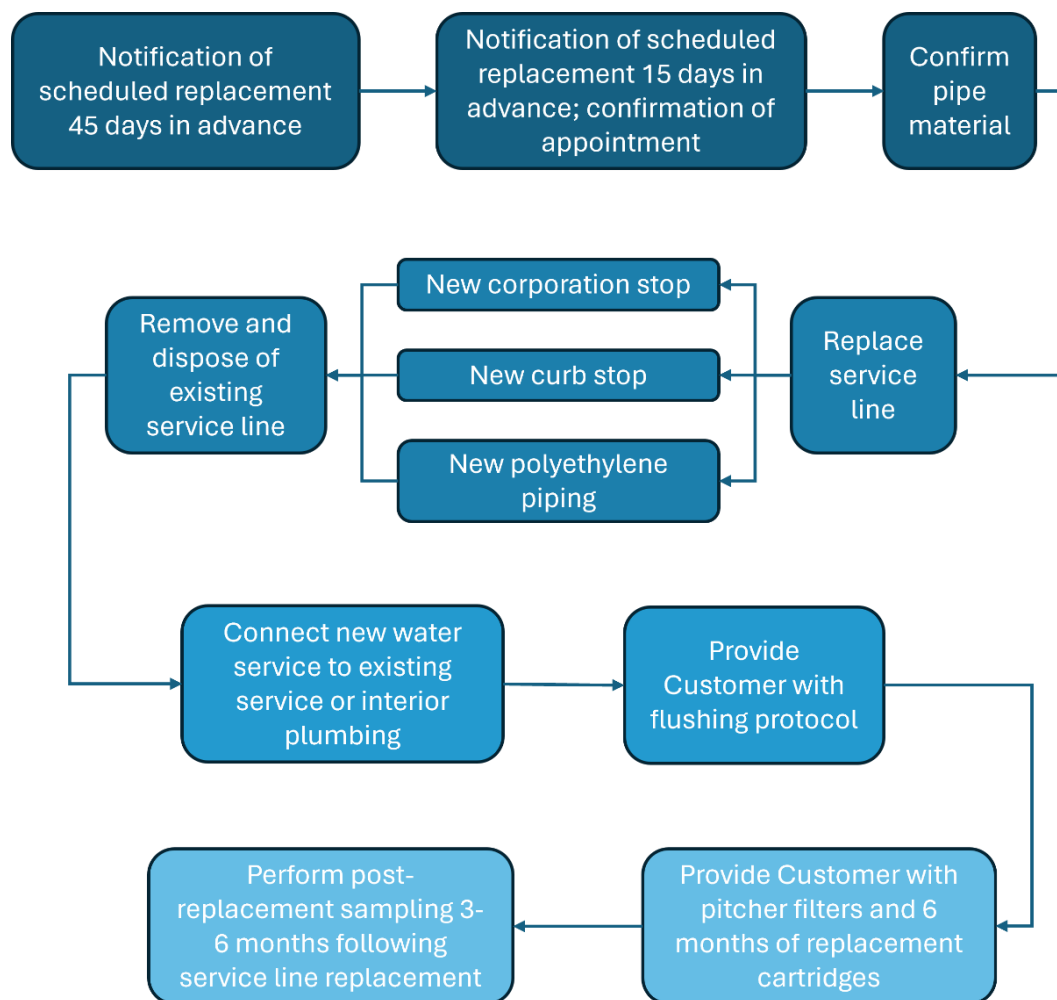 Notification of
scheduled replacement
45 days in advance
Notification of scheduled
replacement 15 days in
advance; confirmation of
appointment
Confirm
pipe
material
Replace
service
line
New corporation stop
New curb stop
New polyethylene
piping
Remove and
dispose of
existing
service line
Connect new water
service to existing
service or interior
plumbing
Provide
Customer with
flushing protocol
Provide Customer with
pitcher filters and 6
months of replacement
cartridges
Perform post-
replacement sampling 3-
6 months following
service line replacement